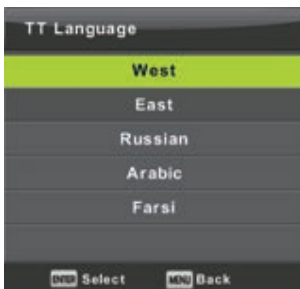 TT Language
West
East
Russian
Arabic
Farsi
ENTER Select MENU Back